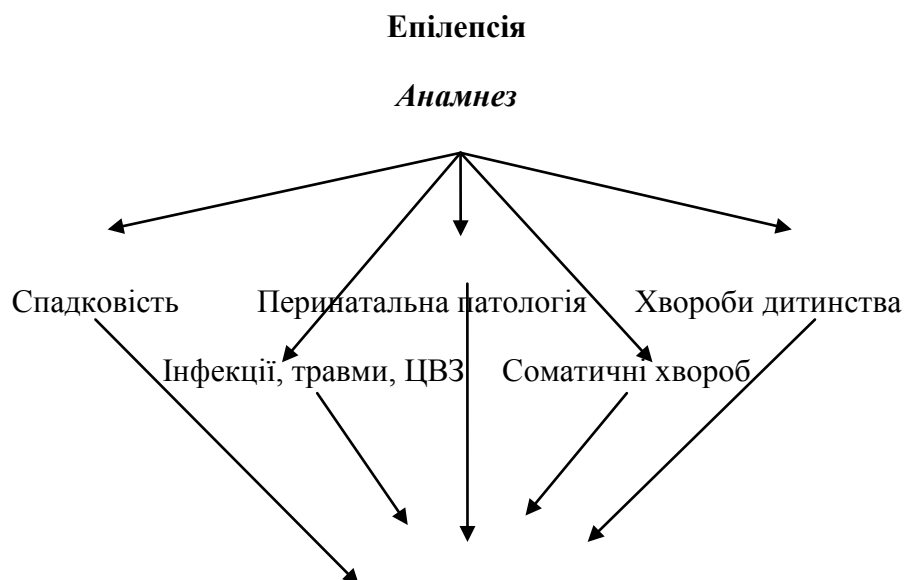 Епілепсія
Анамнез
Спадковість Перинатальна патологія Хвороби дитинства
Інфекції, травми, ЦВЗ Соматичні хвороб